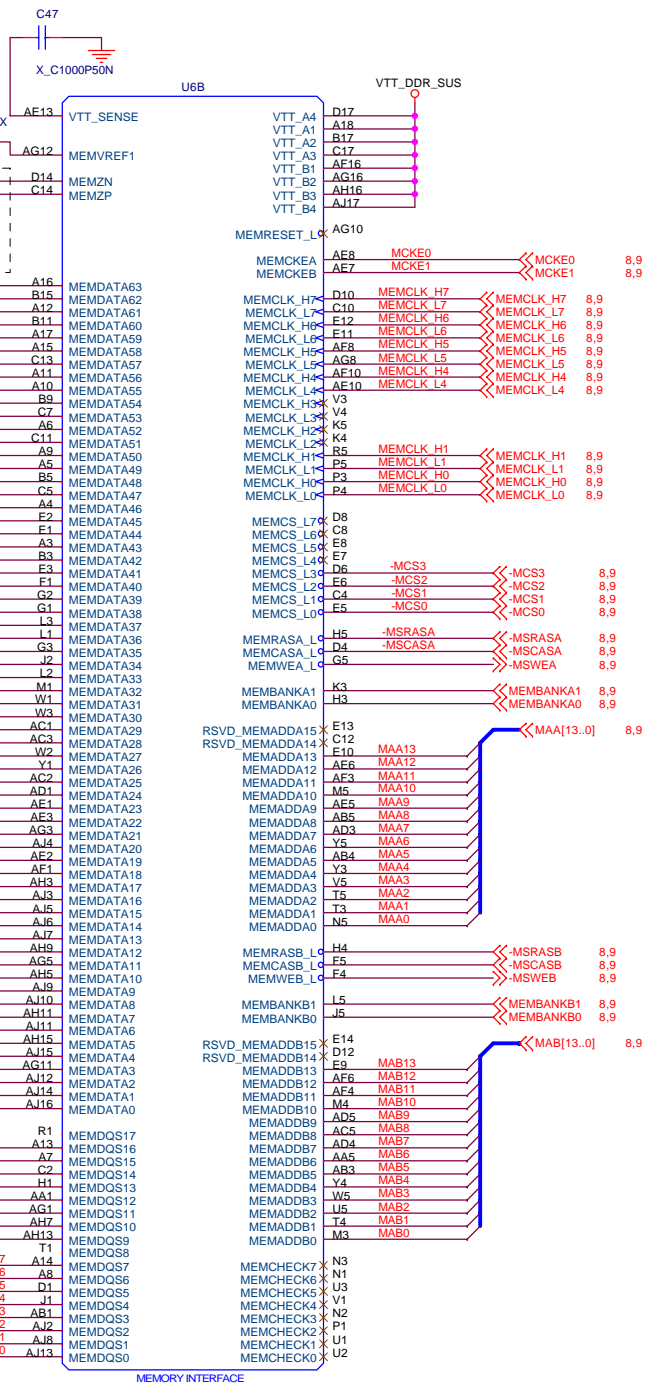 C47
X_C1000P50N
U6B
VTT_DDR_SUS
X
AE13 VTT_SENSE
AG12 MEMVREF1
D14 MEMZN
C14 MEMZP
A16 MEMDATA63
B15 MEMDATA62
A12 MEMDATA61
B11 MEMDATA60
A17 MEMDATA59
A15 MEMDATA58
C13 MEMDATA57
A11 MEMDATA56
A10 MEMDATA55
B9 MEMDATA54
C7 MEMDATA53
A6 MEMDATA52
C11 MEMDATA51
A9 MEMDATA50
A5 MEMDATA49
B5 MEMDATA48
C5 MEMDATA47
A4 MEMDATA46
E2 MEMDATA45
E1 MEMDATA44
A3 MEMDATA43
B3 MEMDATA42
E3 MEMDATA41
F1 MEMDATA40
G2 MEMDATA39
G1 MEMDATA38
L3 MEMDATA37
L1 MEMDATA36
G3 MEMDATA35
J2 MEMDATA34
L2 MEMDATA33
M1 MEMDATA32
W1 MEMDATA31
W3 MEMDATA30
AC1 MEMDATA29
AC3 MEMDATA28
W2 MEMDATA27
Y1 MEMDATA26
AC2 MEMDATA25
AD1 MEMDATA24
AE1 MEMDATA23
AE3 MEMDATA22
AG3 MEMDATA21
AJ4 MEMDATA20
AE2 MEMDATA19
AF1 MEMDATA18
AH3 MEMDATA17
AJ3 MEMDATA16
AJ5 MEMDATA15
AJ6 MEMDATA14
AJ7 MEMDATA13
AH9 MEMDATA12
AG5 MEMDATA11
AH5 MEMDATA10
AJ9 MEMDATA9
AJ10 MEMDATA8
AH11 MEMDATA7
AJ11 MEMDATA6
AH15 MEMDATA5
AJ15 MEMDATA4
AG11 MEMDATA3
AJ12 MEMDATA2
AJ14 MEMDATA1
AJ16 MEMDATA0
R1 MEMDQS17
A13 MEMDQS16
A7 MEMDQS15
C2 MEMDQS14
H1 MEMDQS13
AA1 MEMDQS12
AG1 MEMDQS11
AH7 MEMDQS10
AH13 MEMDQS9
T1 MEMDQS8
7 A14 MEMDQS7
6 A8 MEMDQS6
5 D1 MEMDQS5
4 J1 MEMDQS4
3 AB1 MEMDQS3
2 AJ2 MEMDQS2
1 AJ8 MEMDQS1
0 AJ13 MEMDQS0
VTT_A4 D17
VTT_A1 A18
VTT_A2 B17
VTT_A3 C17
VTT_B1 AF16
VTT_B2 AG16
VTT_B3 AH16
VTT_B4 AJ17
MEMRESET_L AG10
MEMCKEA AE8 MCKE0 MCKE0 8,9
MEMCKEB AE7 MCKE1 MCKE1 8,9
MEMCLK_H7 D10 MEMCLK_H7 MEMCLK_H7 8,9
MEMCLK_L7 C10 MEMCLK_L7 MEMCLK_L7 8,9
MEMCLK_H6 E12 MEMCLK_H6 MEMCLK_H6 8,9
MEMCLK_L6 E11 MEMCLK_L6 MEMCLK_L6 8,9
MEMCLK_H5 AF8 MEMCLK_H5 MEMCLK_H5 8,9
MEMCLK_L5 AG8 MEMCLK_L5 MEMCLK_L5 8,9
MEMCLK_H4 AF10 MEMCLK_H4 MEMCLK_H4 8,9
MEMCLK_L4 AE10 MEMCLK_L4 MEMCLK_L4 8,9
MEMCLK_H3 V3
MEMCLK_L3 V4
MEMCLK_H2 K5
MEMCLK_L2 K4
MEMCLK_H1 R5 MEMCLK_H1 MEMCLK_H1 8,9
MEMCLK_L1 P5 MEMCLK_L1 MEMCLK_L1 8,9
MEMCLK_H0 P3 MEMCLK_H0 MEMCLK_H0 8,9
MEMCLK_L0 P4 MEMCLK_L0 MEMCLK_L0 8,9
MEMCS_L7 D8
MEMCS_L6 C8
MEMCS_L5 E8
MEMCS_L4 E7
MEMCS_L3 D6 -MCS3 -MCS3 8,9
MEMCS_L2 E6 -MCS2 -MCS2 8,9
MEMCS_L1 C4 -MCS1 -MCS1 8,9
MEMCS_L0 E5 -MCS0 -MCS0 8,9
MEMRASA_L H5 -MSRASA -MSRASA 8,9
MEMCASA_L D4 -MSCASA -MSCASA 8,9
MEMWEA_L G5 -MSWEA 8,9
MEMBANKA1 K3 MEMBANKA1 8,9
MEMBANKA0 H3 MEMBANKA0 8,9
RSVD_MEMADDA15 E13 MAA[13..0] 8,9
RSVD_MEMADDA14 C12
MEMADDA13 E10 MAA13
MEMADDA12 AE6 MAA12
MEMADDA11 AF3 MAA11
MEMADDA10 M5 MAA10
MEMADDA9 AE5 MAA9
MEMADDA8 AB5 MAA8
MEMADDA7 AD3 MAA7
MEMADDA6 Y5 MAA6
MEMADDA5 AB4 MAA5
MEMADDA4 Y3 MAA4
MEMADDA3 V5 MAA3
MEMADDA2 T5 MAA2
MEMADDA1 T3 MAA1
MEMADDA0 N5 MAA0
MEMRASB_L H4 -MSRASB 8,9
MEMCASB_L F5 -MSCASB 8,9
MEMWEB_L F4 -MSWEB 8,9
MEMBANKB1 L5 MEMBANKB1 8,9
MEMBANKB0 J5 MEMBANKB0 8,9
RSVD_MEMADDB15 E14 MAB[13..0] 8,9
RSVD_MEMADDB14 D12
MEMADDB13 E9 MAB13
MEMADDB12 AF6 MAB12
MEMADDB11 AF4 MAB11
MEMADDB10 M4 MAB10
MEMADDB9 AD5 MAB9
MEMADDB8 AC5 MAB8
MEMADDB7 AD4 MAB7
MEMADDB6 AA5 MAB6
MEMADDB5 AB3 MAB5
MEMADDB4 Y4 MAB4
MEMADDB3 W5 MAB3
MEMADDB2 U5 MAB2
MEMADDB1 T4 MAB1
MEMADDB0 M3 MAB0
MEMCHECK7 N3
MEMCHECK6 N1
MEMCHECK5 U3
MEMCHECK4 V1
MEMCHECK3 N2
MEMCHECK2 P1
MEMCHECK1 U1
MEMCHECK0 U2
MEMORY INTERFACE